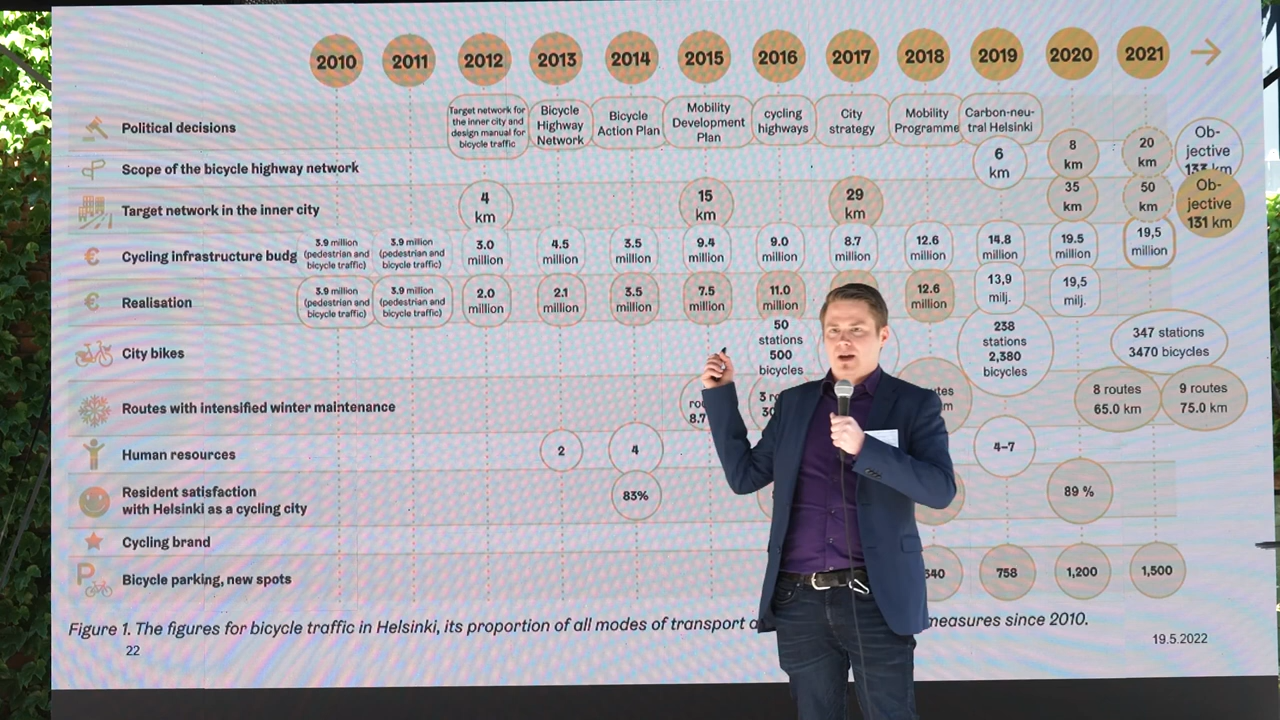 2010 2011 2012 2013 2014 2015 2016 2017 2018 2019 2020 2021
Political decisions
Target network for
the inner city and
design manual for
bicycle traffic
Bicycle
Highway
Network
Bicycle
Action Plan
Mobility
Development
Plan
cycling
highways
City
strategy
Mobility
Programme
Carbon-neu-
tral Helsinki
Scope of the bicycle highway network
6
km
8
km
20
km
Ob-
jective
133 km
Target network in the inner city
4
km
15
km
29
km
35
km
50
km
Ob-
jective
131 km
Cycling infrastructure budg
3.9 million
(pedestrian and
bicycle traffic)
3.9 million
(pedestrian and
bicycle traffic)
3.0
million
4.5
million
3.5
million
9.4
million
9.0
million
8.7
million
12.6
million
14.8
million
19.5
million
19,5
million
Realisation
3.9 million
(pedestrian and
bicycle traffic)
3.9 million
(pedestrian and
bicycle traffic)
2.0
million
2.1
million
3.5
million
7.5
million
11.0
million
12.6
million
13,9
milj.
19,5
milj.
City bikes
50
stations
500
bicycles
238
stations
2,380
bicycles
347 stations
3470 bicycles
Routes with intensified winter maintenance
8.7
8 routes
65.0 km
9 routes
75.0 km
Human resources
2
4
4–7
Resident satisfaction
with Helsinki as a cycling city
83%
89 %
Cycling brand
Bicycle parking, new spots
758
1,200
1,500
Figure 1. The figures for bicycle traffic in Helsinki, its proportion of all modes of transport measures since 2010.
22
19.5.2022